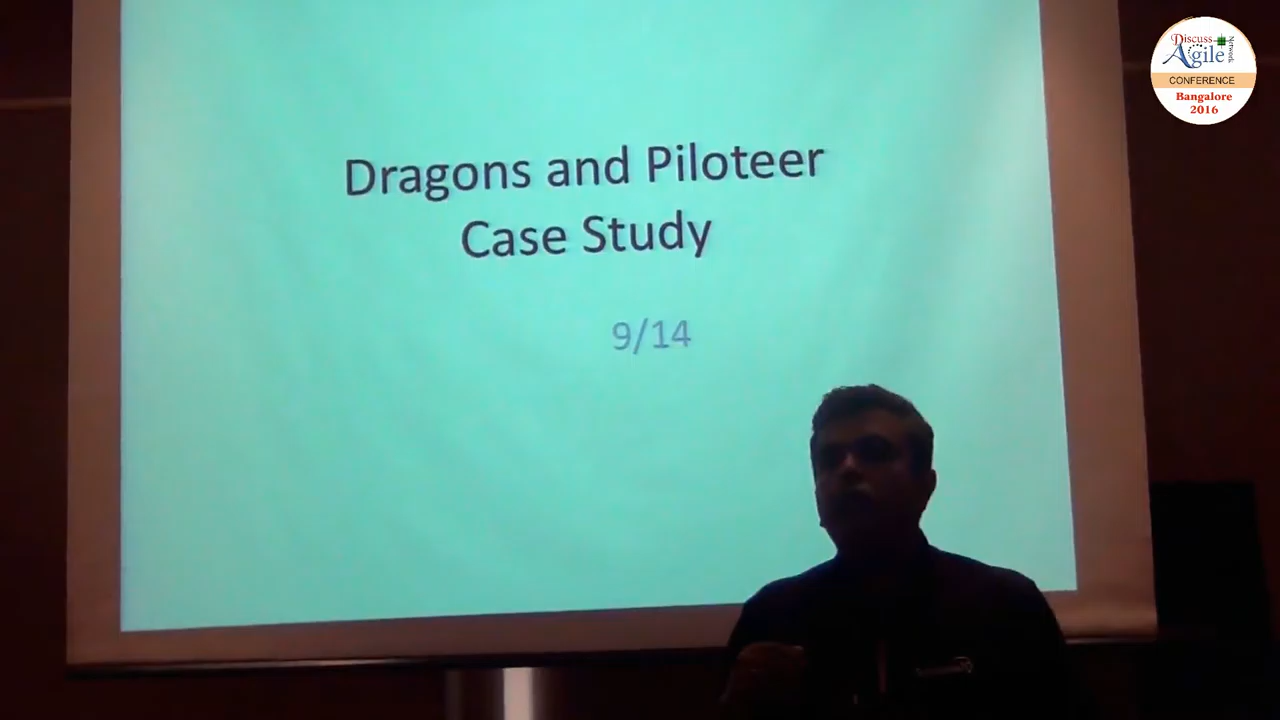 Discuss
Agile
Network
CONFERENCE
Bangalore
2016
Dragons and Piloteer
Case Study
9/14